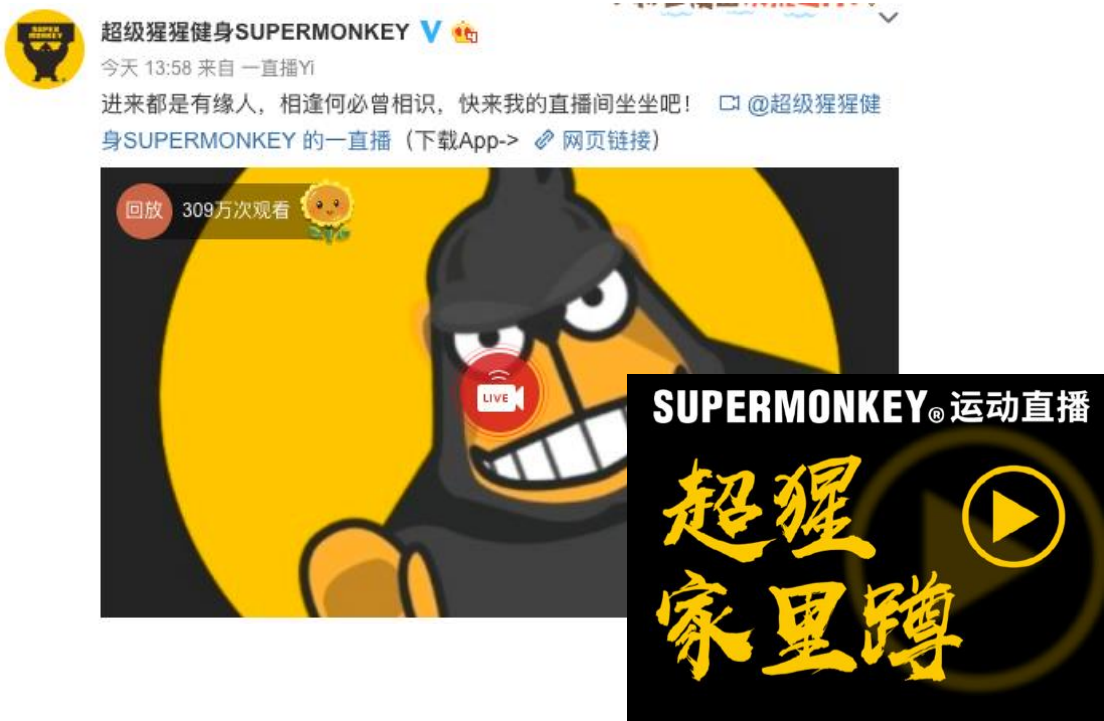 超级猩猩健身SUPERMONKEY V
今天 13:58 来自 一直播Yi
进来都是有缘人，相逢何必曾相识，快来我的直播间坐坐吧！ @超级猩猩健
身SUPERMONKEY 的一直播（下载App-> 网页链接）
SUPER
MONKEY
回放 309万次观看
LIVE
SUPERMONKEY® 运动直播
超猩
家里蹲